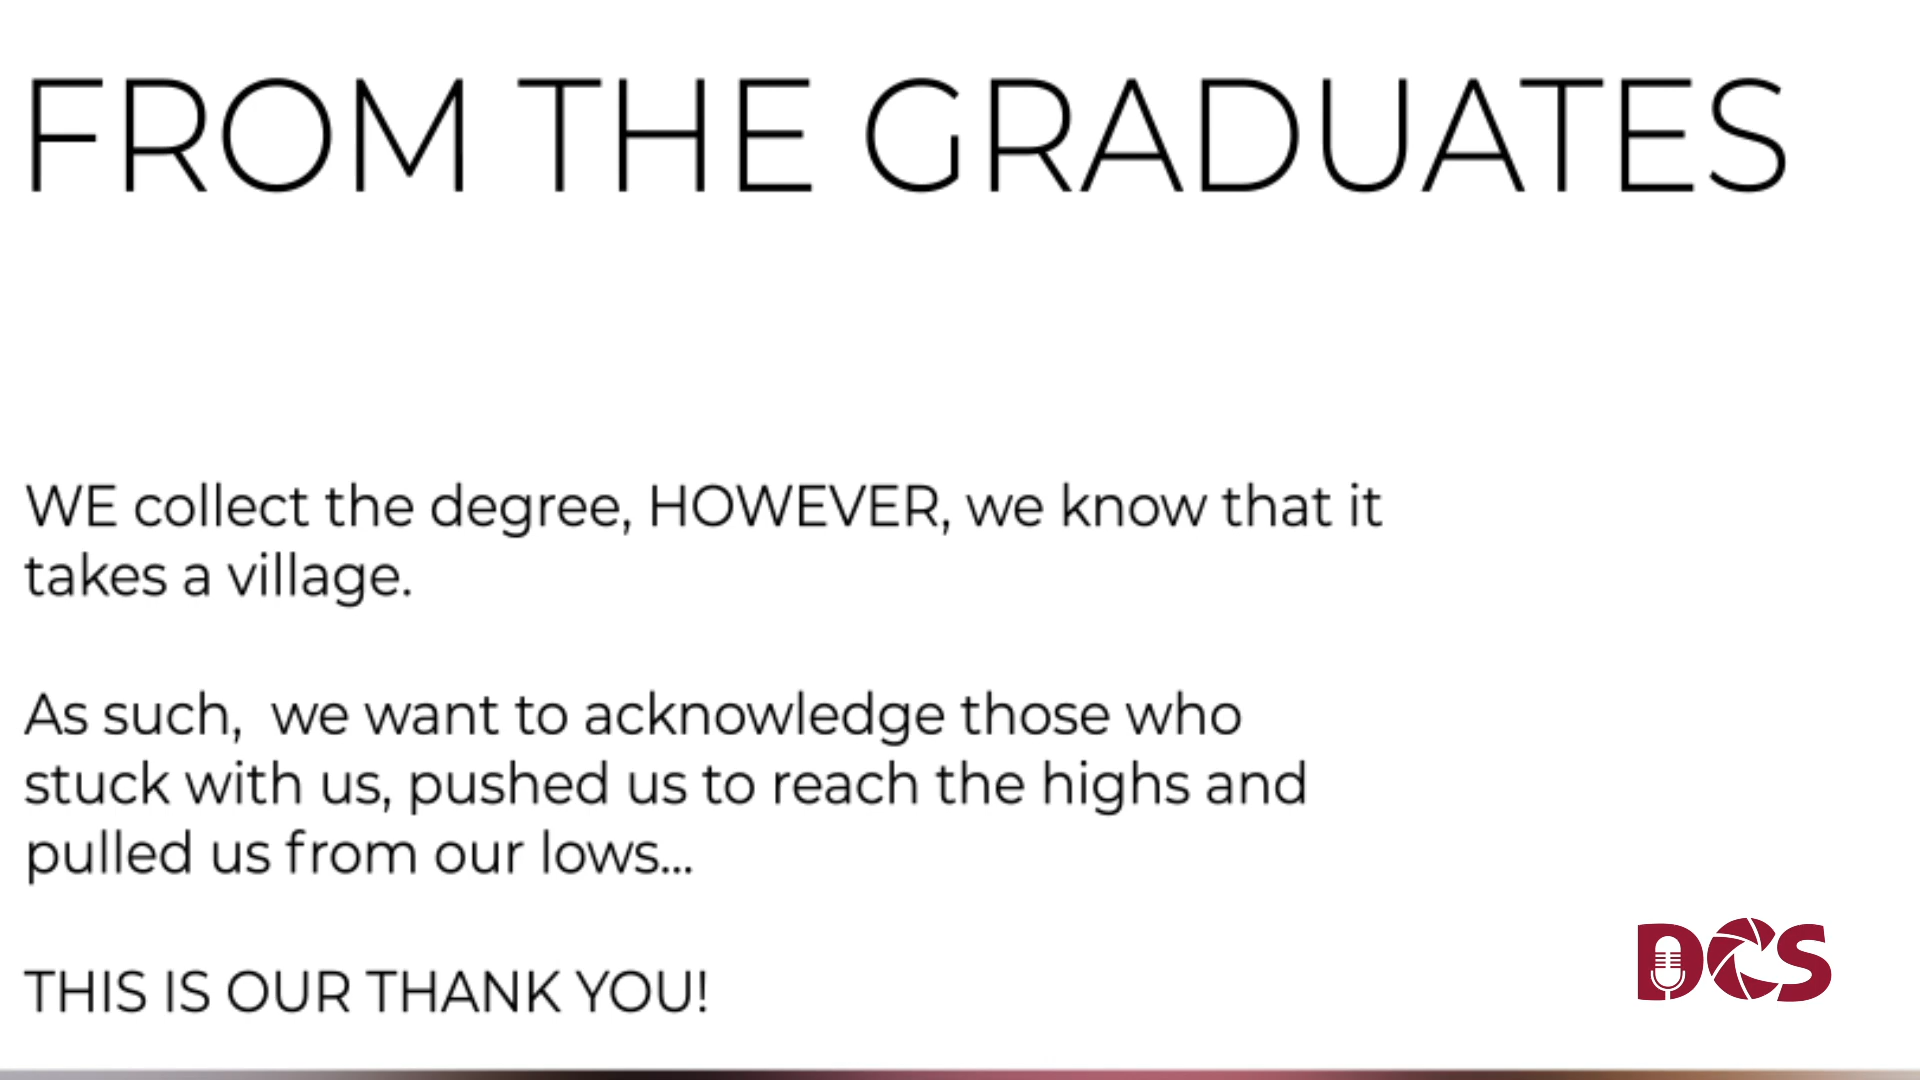 FROM THE GRADUATES
WE collect the degree, HOWEVER, we know that it
takes a village.
As such,  we want to acknowledge those who
stuck with us, pushed us to reach the highs and
pulled us from our lows...
THIS IS OUR THANK YOU!
DCS